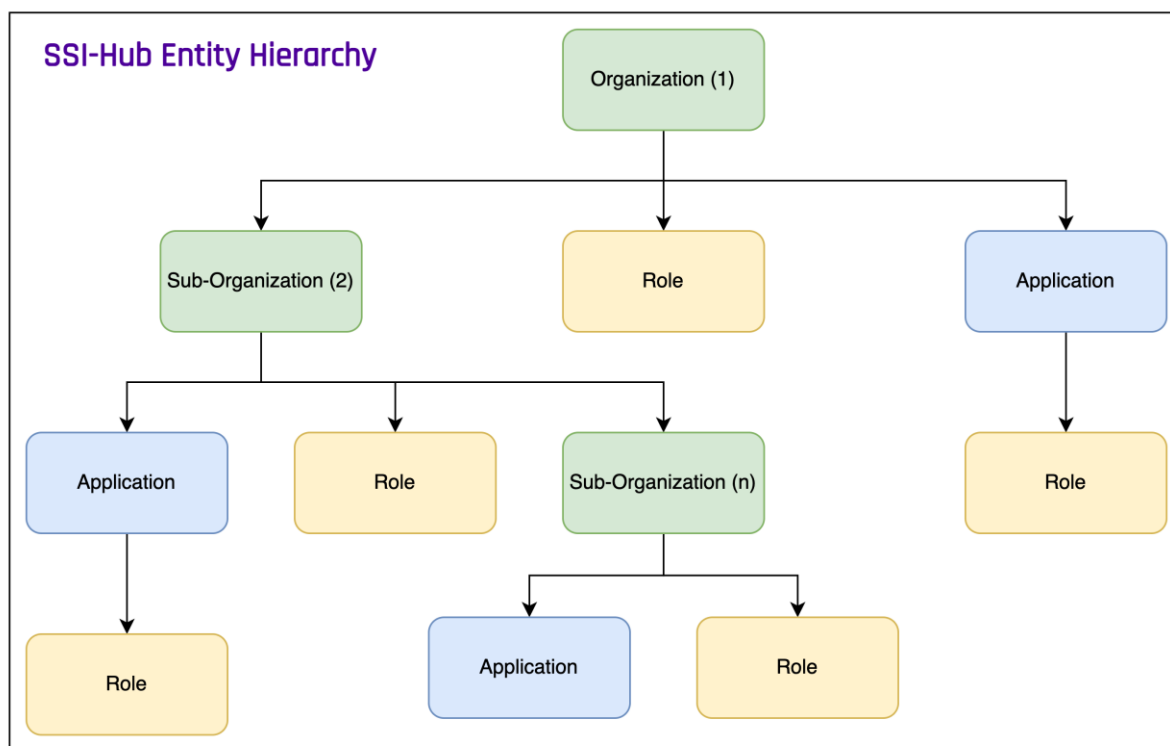 SSI-Hub Entity Hierarchy
Organization (1)
Sub-Organization (2)
Role
Application
Application
Role
Sub-Organization (n)
Role
Role
Application
Role